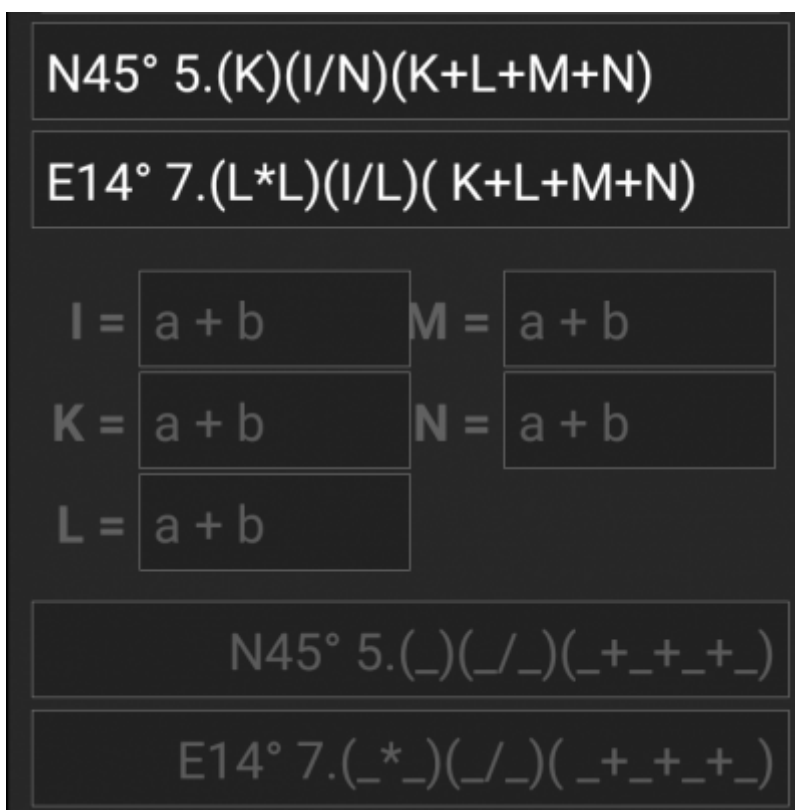 N45° 5.(K)(I/N)(K+L+M+N)
E14° 7.(L*L)(I/L)( K+L+M+N)
I = a + b M = a + b
K = a + b N = a + b
L = a + b
N45° 5.(_)(_/_)(_+_+_+_)
E14° 7.(_*_)(_/_)( _+_+_+_)